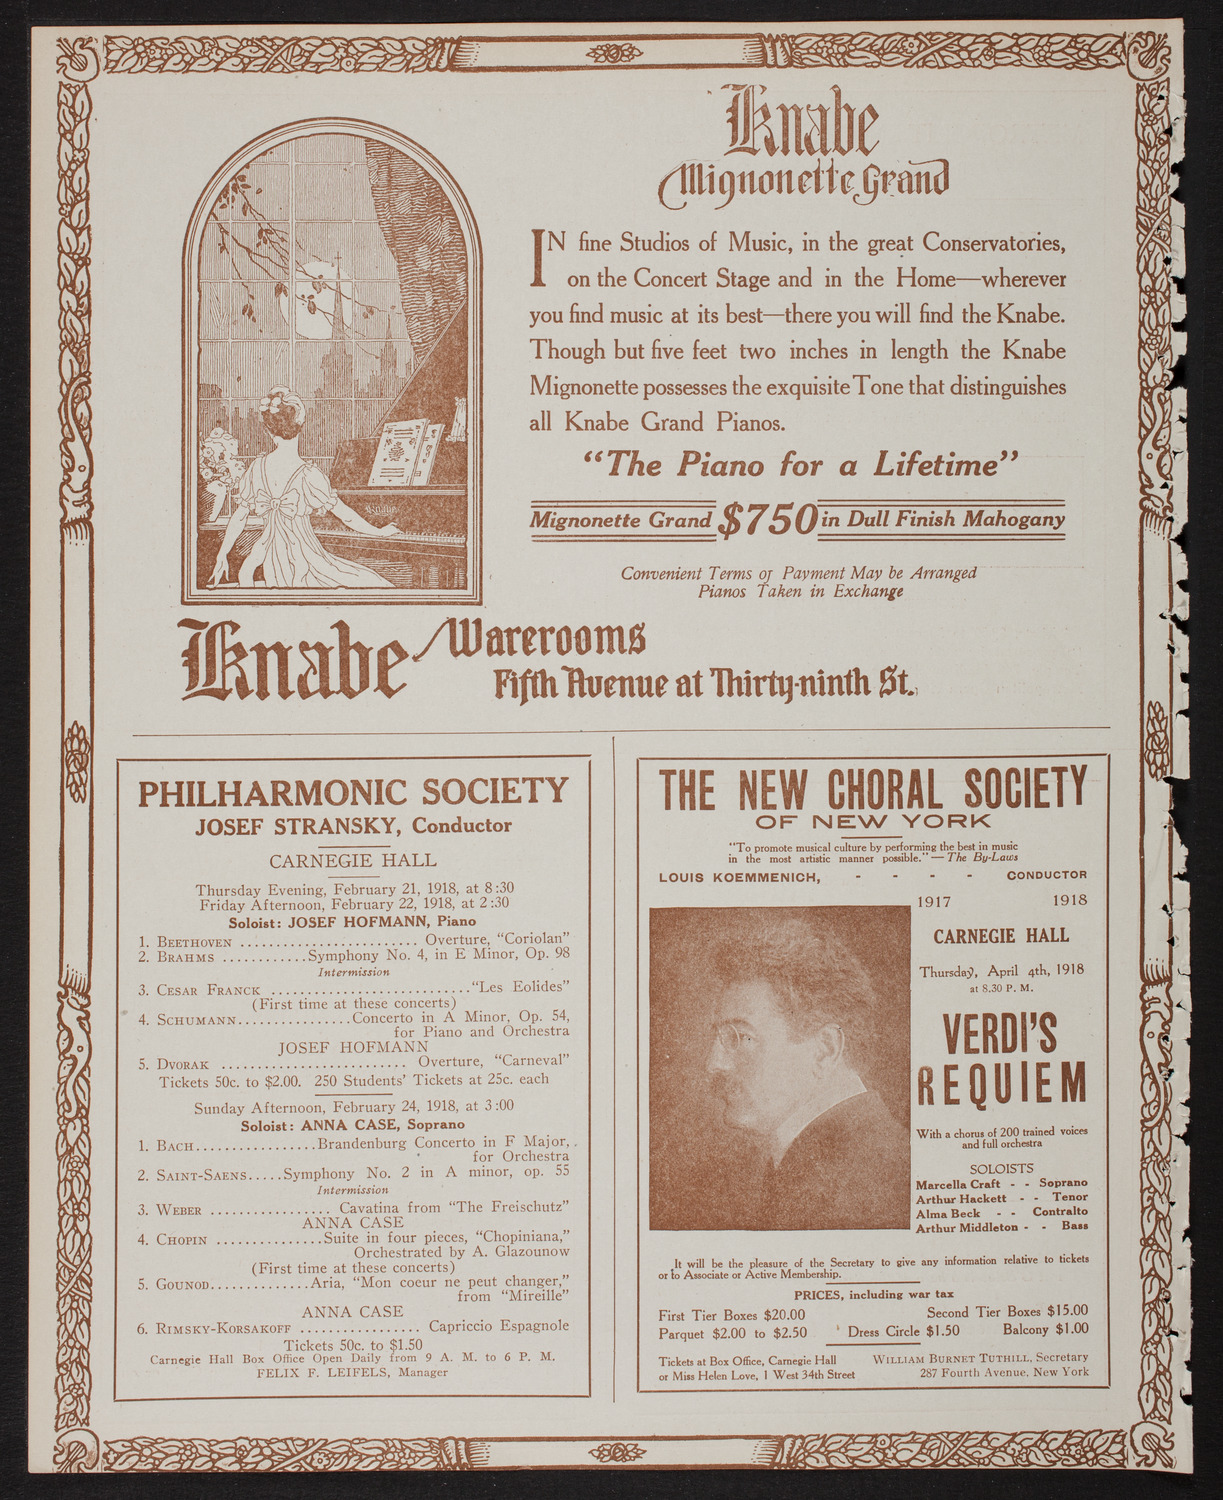 Knabe
Mignonette Grand
IN fine Studios of Music, in the great Conservatories,
on the Concert Stage and in the Home—wherever
you find music at its best—there you will find the Knabe.
Though but five feet two inches in length the Knabe
Mignonette possesses the exquisite Tone that distinguishes
all Knabe Grand Pianos.
“The Piano for a Lifetime”
Mignonette Grand $750 in Dull Finish Mahogany
Convenient Terms of Payment May be Arranged
Pianos Taken in Exchange
Knabe
Knabe Warerooms
Fifth Avenue at Thirty-ninth St.
PHILHARMONIC SOCIETY
JOSEF STRANSKY, Conductor
CARNEGIE HALL
Thursday Evening, February 21, 1918, at 8:30
Friday Afternoon, February 22, 1918, at 2:30
Soloist: JOSEF HOFMANN, Piano
1. BEETHOVEN ........................ Overture, “Coriolan”
2. BRAHMS ............Symphony No. 4, in E Minor, Op. 98
Intermission
3. CESAR FRANCK ............................“Les Eolides”
(First time at these concerts)
4. SCHUMANN................Concerto in A Minor, Op. 54,
for Piano and Orchestra
JOSEF HOFMANN
5. DVORAK .......................... Overture, “Carneval”
Tickets 50c. to $2.00. 250 Students’ Tickets at 25c. each
Sunday Afternoon, February 24, 1918, at 3:00
Soloist: ANNA CASE, Soprano
1. BACH.................Brandenburg Concerto in F Major,
for Orchestra
2. SAINT-SAENS.....Symphony No. 2 in A minor, op. 55
Intermission
3. WEBER ................. Cavatina from “The Freischutz”
ANNA CASE
4. CHOPIN ...............Suite in four pieces, “Chopiniana,”
Orchestrated by A. Glazounow
(First time at these concerts)
5. GOUNOD..............Aria, “Mon coeur ne peut changer,”
from “Mireille”
ANNA CASE
6. RIMSKY-KORSAKOFF ................. Capriccio Espagnole
Tickets 50c. to $1.50
Carnegie Hall Box Office Open Daily from 9 A. M. to 6 P. M.
FELIX F. LEIFELS, Manager
THE NEW CHORAL SOCIETY
OF NEW YORK
“To promote musical culture by performing the best in music
in the most artistic manner possible.”—The By-Laws
LOUIS KOEMMENICH, - - - - CONDUCTOR
1917 1918
CARNEGIE HALL
Thursday, April 4th, 1918
at 8.30 P. M.
VERDI’S
REQUIEM
With a chorus of 200 trained voices
and full orchestra
SOLOISTS
Marcella Craft - - Soprano
Arthur Hackett - - Tenor
Alma Beck - - Contralto
Arthur Middleton - - Bass
It will be the pleasure of the Secretary to give any information relative to tickets
or to Associate or Active Membership.
PRICES, including war tax
First Tier Boxes $20.00 Second Tier Boxes $15.00
Parquet $2.00 to $2.50 Dress Circle $1.50 Balcony $1.00
Tickets at Box Office, Carnegie Hall
or Miss Helen Love, 1 West 34th Street
WILLIAM BURNET TUTHILL, Secretary
287 Fourth Avenue, New York